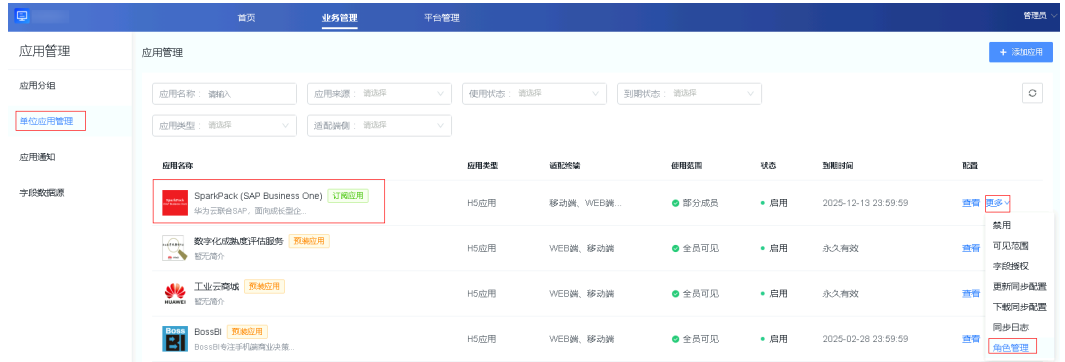 首页 业务管理 平台管理 管理员
应用管理
应用管理
+ 添加应用
应用分组
单位应用管理
应用通知
字段数据源
应用名称： 请输入 应用来源： 请选择 使用状态： 请选择 到期状态： 请选择
应用类型： 请选择 适配端侧： 请选择
应用名称 应用类型 适配终端 使用范围 状态 到期时间 配置
SparkPack (SAP Business One) 订阅应用
华为云联合SAP，面向成长型企...
H5应用 移动端、WEB端... 部分成员 启用 2025-12-13 23:59:59 查看 更多
数字化成熟度评估服务 预装应用
暂无简介
H5应用 WEB端、移动端 全员可见 启用 永久有效 查看
工业云商城 预装应用
暂无简介
HUAWEI
H5应用 WEB端、移动端 全员可见 启用 永久有效 查看
BossBI 预装应用
BossBI专注手机端商业决策...
Boss
BI
H5应用 WEB端、移动端 全员可见 启用 2025-02-28 23:59:59 查看
禁用
可见范围
字段授权
更新同步配置
下载同步配置
同步日志
角色管理